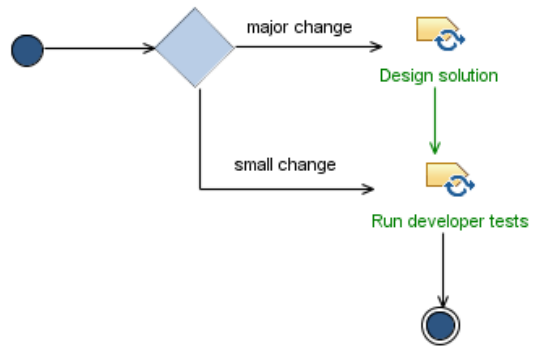 major change
Design solution
small change
Run developer tests